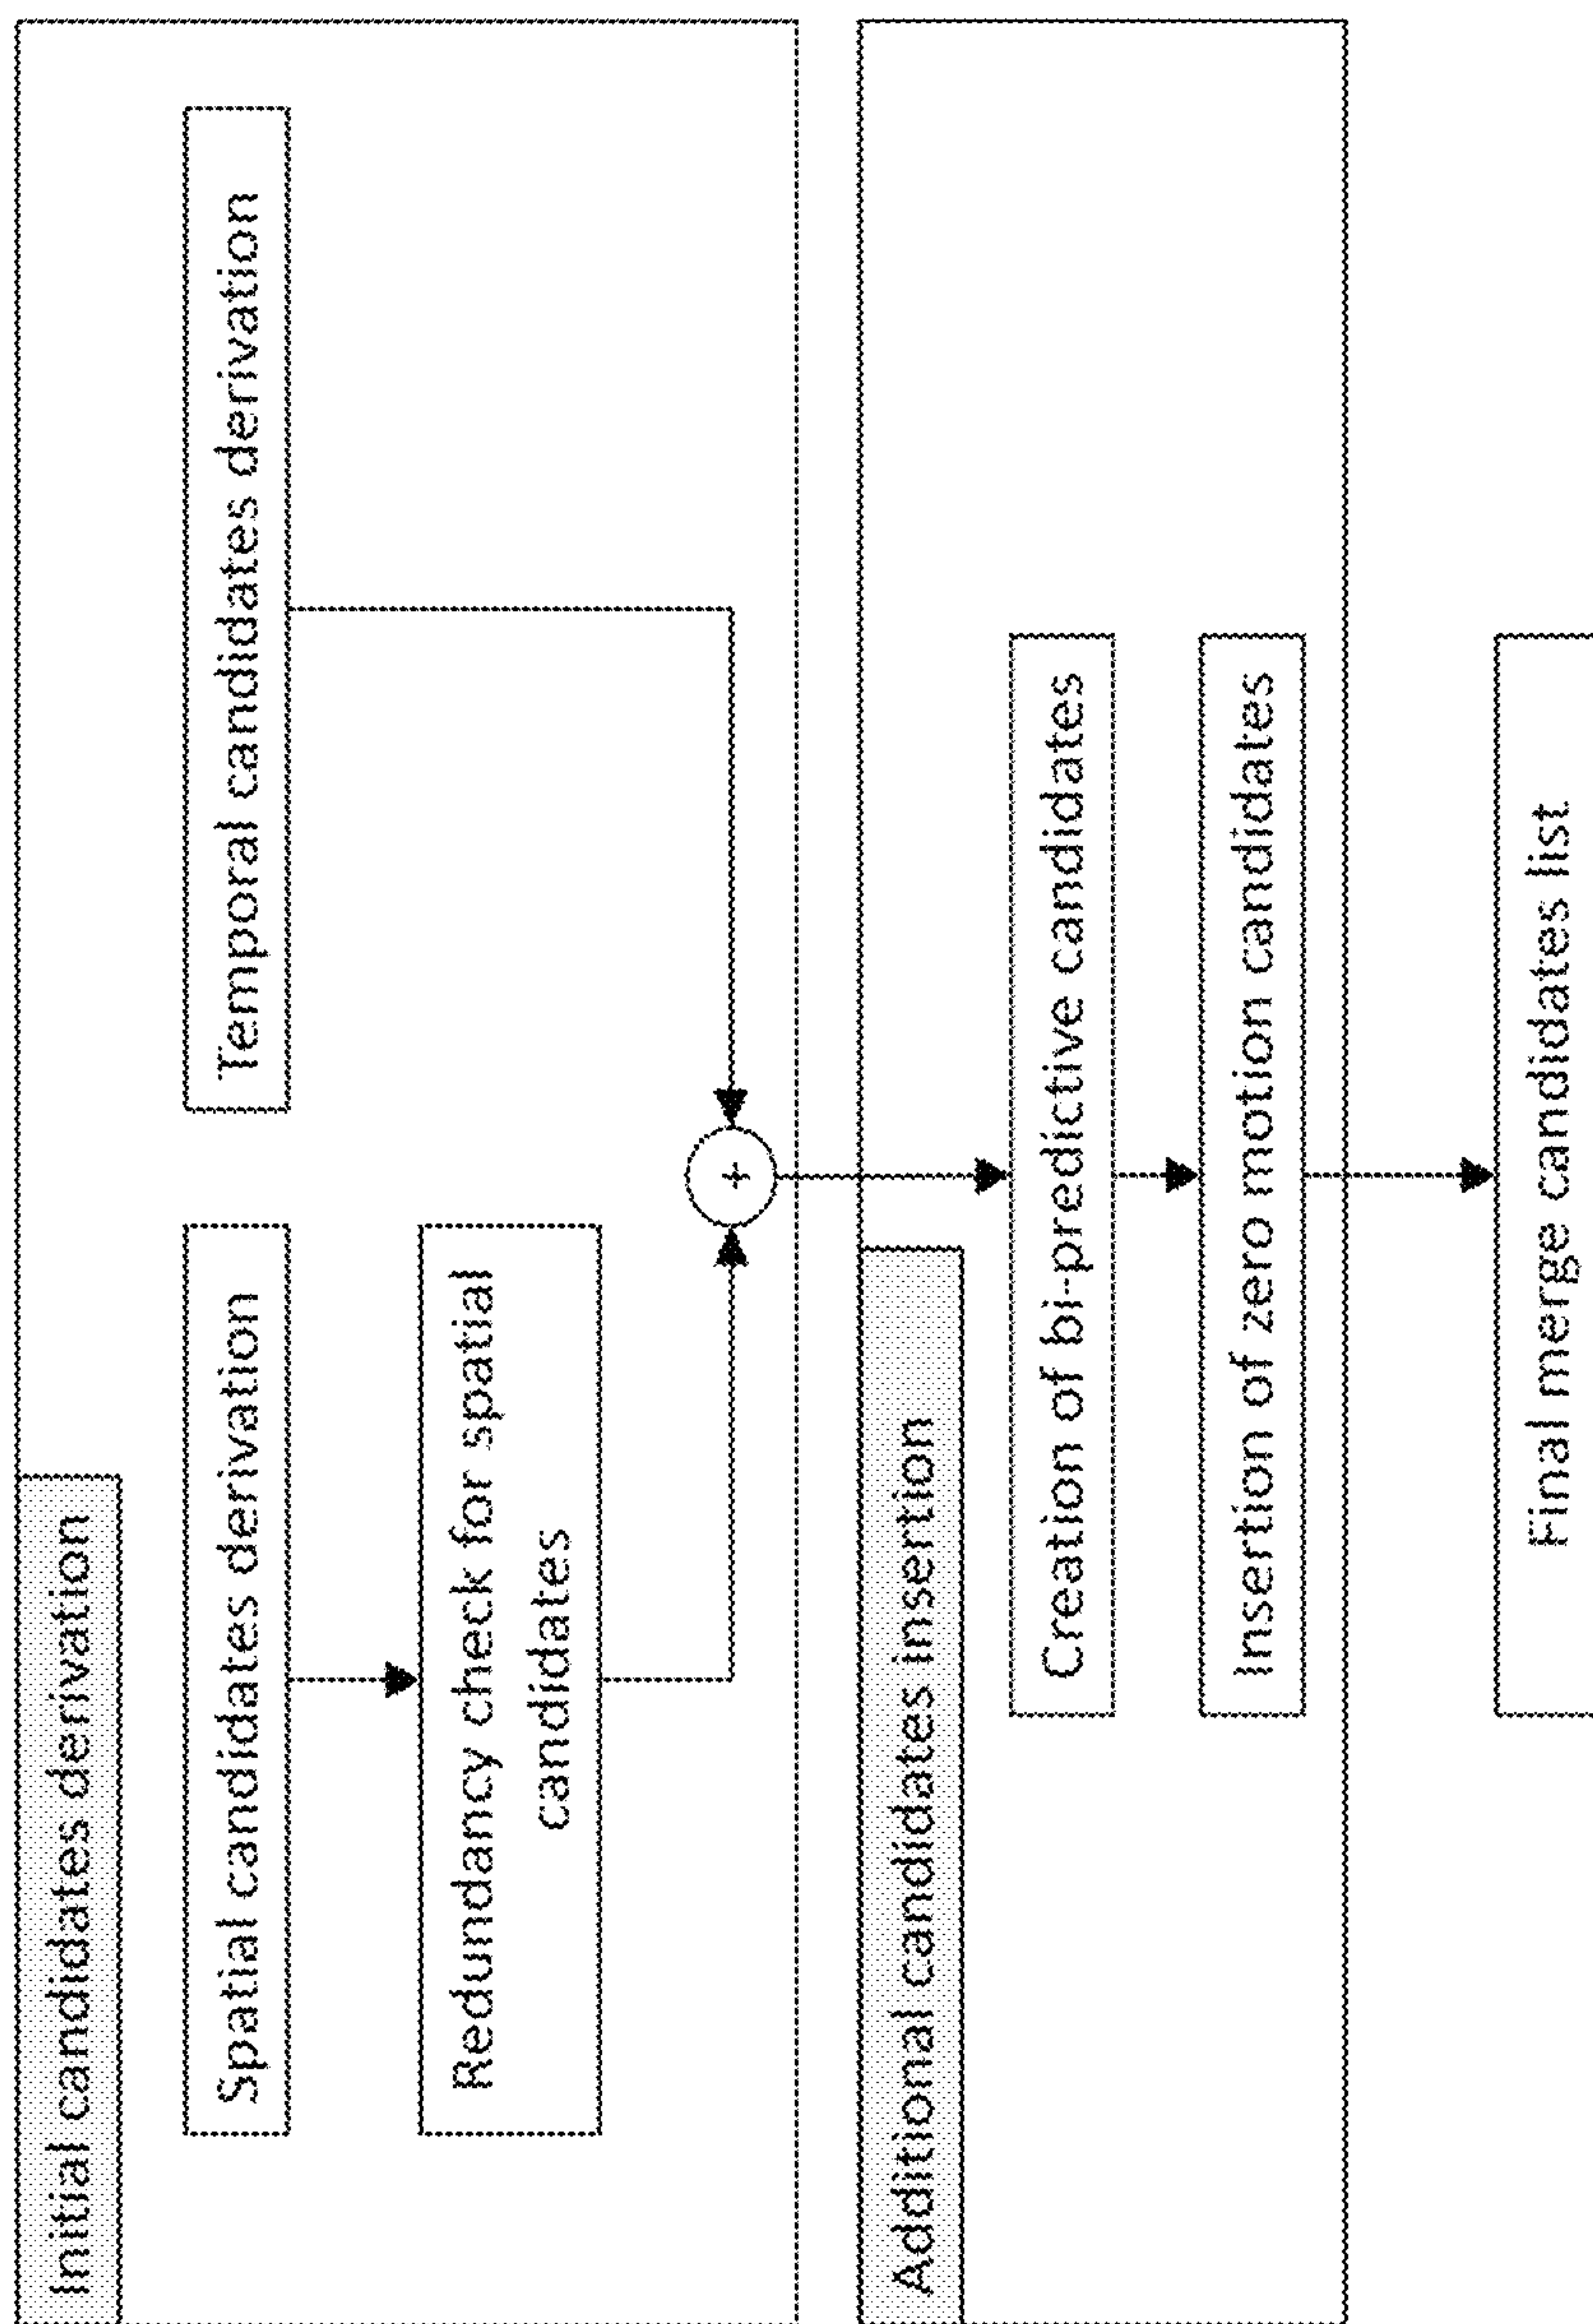 Initial candidates derivation
Spatial candidates derivation
Temporal candidates derivation
Redundancy check for spatial
candidates
+
Additional candidates insertion
Creation of bi-predictive candidates
Insertion of zero motion candidates
Final merge candidates list